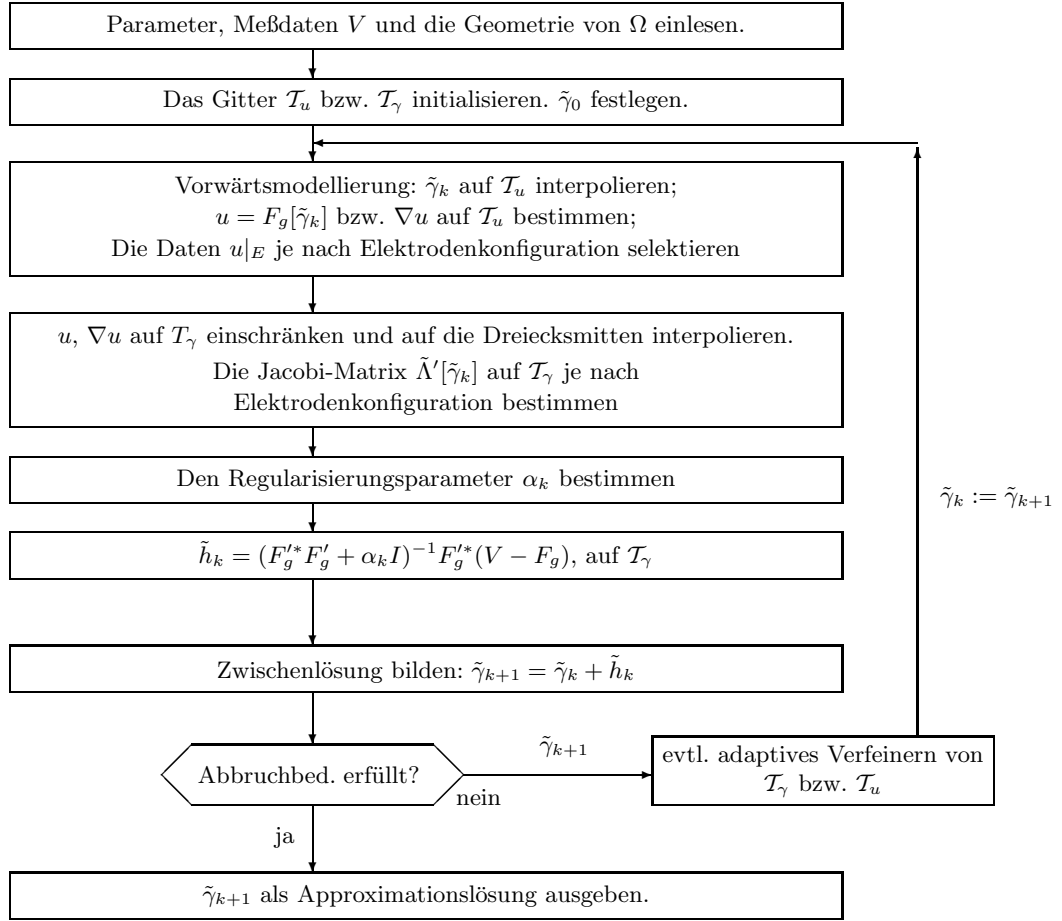 Parameter, Meßdaten V und die Geometrie von Ω einlesen.
Das Gitter 𝒯_u bzw. 𝒯_γ initialisieren. γ̃_0 festlegen.
Vorwärtsmodellierung: γ̃_k auf 𝒯_u interpolieren;
u = F_g[γ̃_k] bzw. ∇u auf 𝒯_u bestimmen;
Die Daten u|_E je nach Elektrodenkonfiguration selektieren
u, ∇u auf T_γ einschränken und auf die Dreiecksmitten interpolieren.
Die Jacobi-Matrix Λ̃′[γ̃_k] auf 𝒯_γ je nach
Elektrodenkonfiguration bestimmen
Den Regularisierungsparameter α_k bestimmen
γ̃_k := γ̃_{k+1}
h̃_k = (F_g′* F_g′ + α_k I)^{−1} F_g′* (V − F_g), auf 𝒯_γ
Zwischenlösung bilden: γ̃_{k+1} = γ̃_k + h̃_k
Abbruchbed. erfüllt?
γ̃_{k+1}
nein
evtl. adaptives Verfeinern von
𝒯_γ bzw. 𝒯_u
ja
γ̃_{k+1} als Approximationslösung ausgeben.